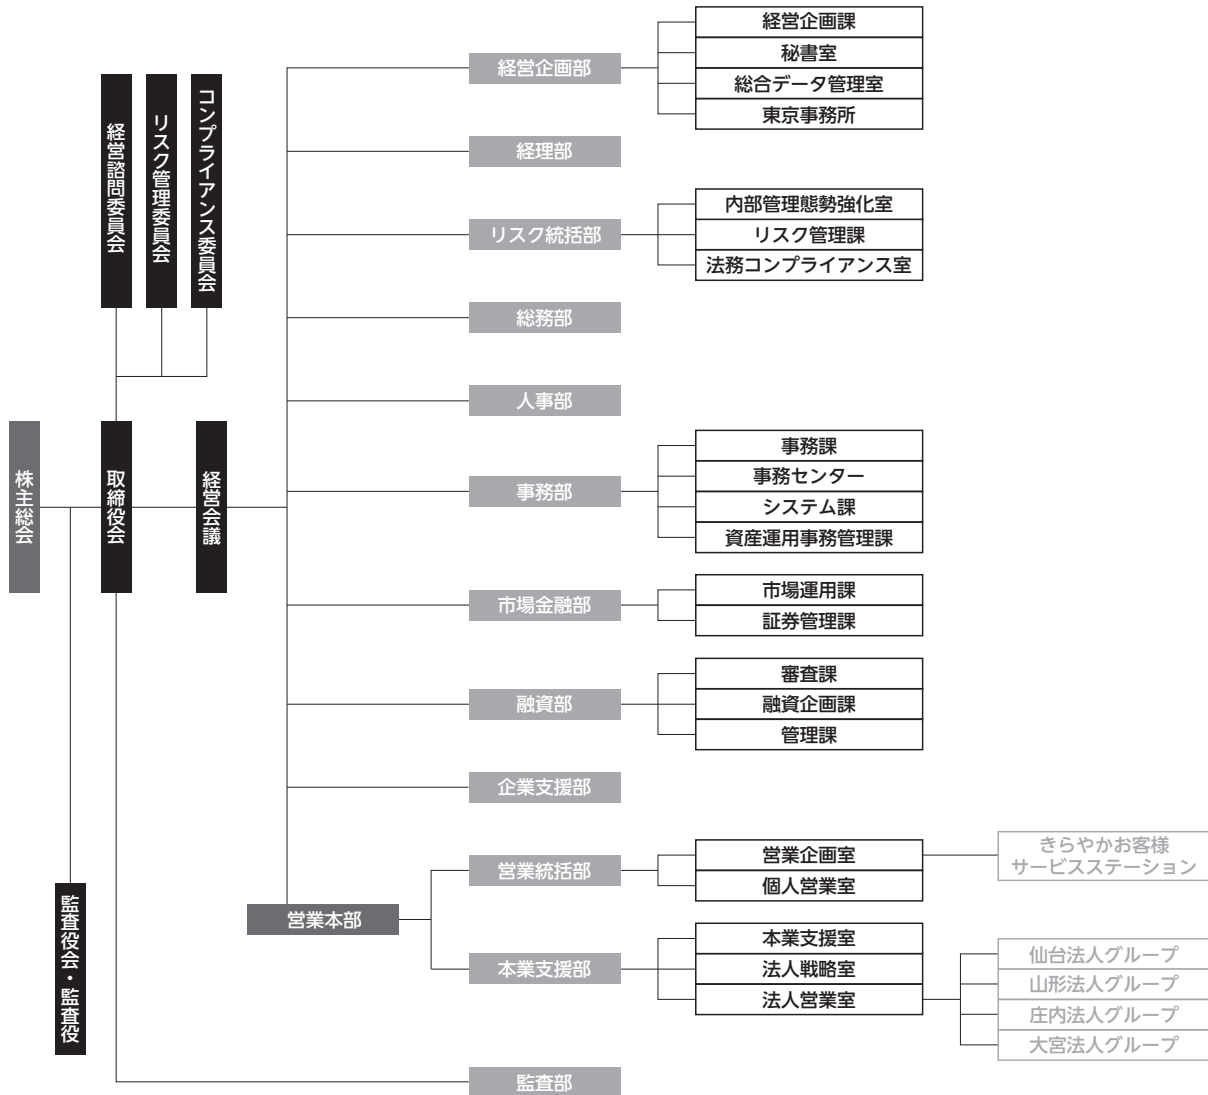 株主総会
監査役会・監査役
取締役会
経営諮問委員会
リスク管理委員会
コンプライアンス委員会
経営会議
経営企画部
経営企画課
秘書室
総合データ管理室
東京事務所
経理部
リスク統括部
内部管理態勢強化室
リスク管理課
法務コンプライアンス室
総務部
人事部
事務部
事務課
事務センター
システム課
資産運用事務管理課
市場金融部
市場運用課
証券管理課
融資部
審査課
融資企画課
管理課
企業支援部
営業本部
営業統括部
営業企画室
きらやかお客様
サービスステーション
個人営業室
本業支援部
本業支援室
法人戦略室
法人営業室
仙台法人グループ
山形法人グループ
庄内法人グループ
大宮法人グループ
監査部